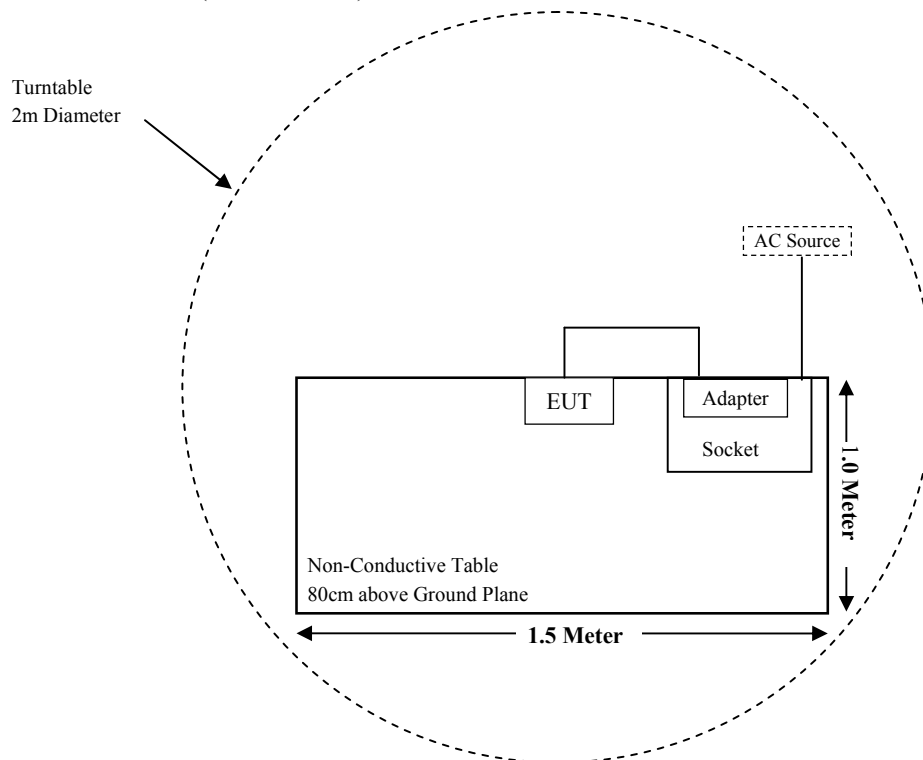 Turntable
2m Diameter
AC Source
EUT
Adapter
Socket
1.0 Meter
Non-Conductive Table
80cm above Ground Plane
1.5 Meter